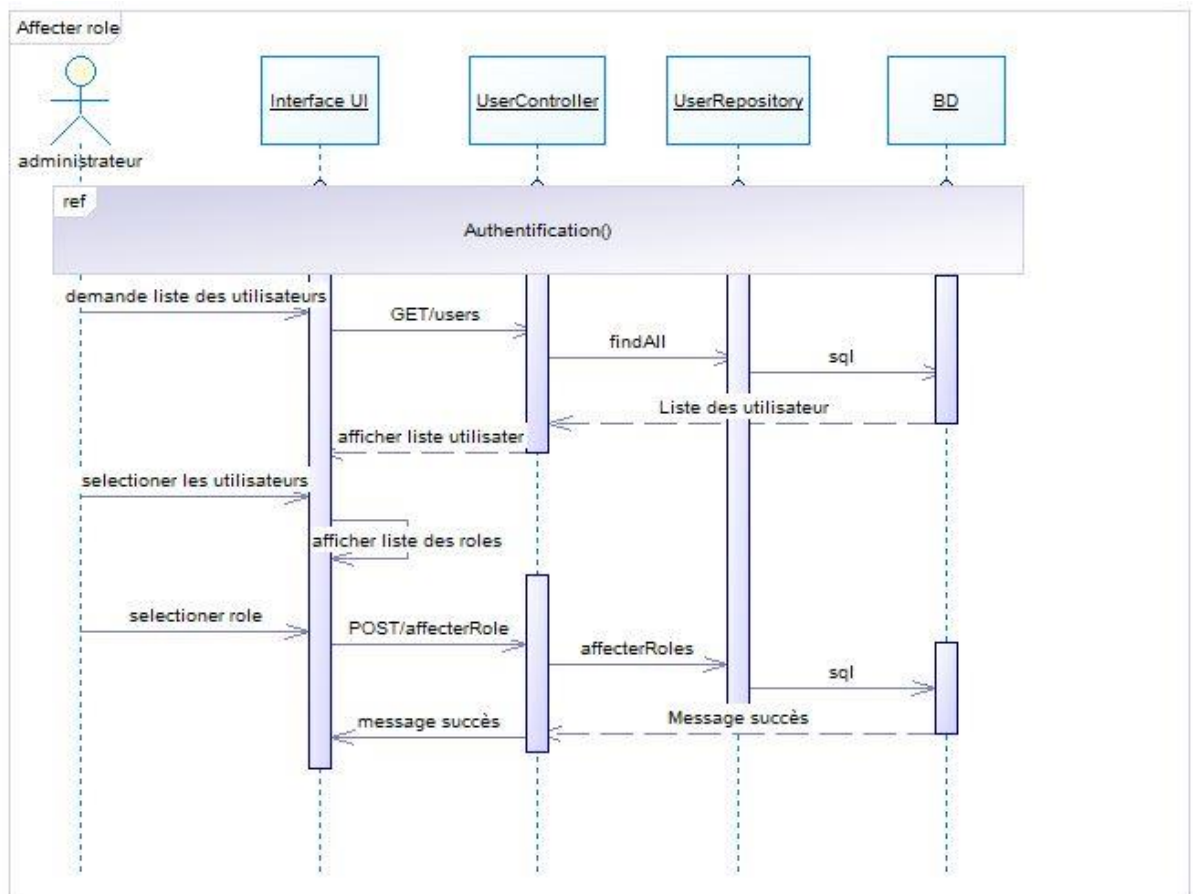 Affecter role
administrateur
Interface UI
UserController
UserRepository
BD
ref
Authentification()
demande liste des utilisateurs
GET/users
findAll
sql
Liste des utilisateur
afficher liste utilisater
selectioner les utilisateurs
afficher liste des roles
selectioner role
POST/affecterRole
affecterRoles
sql
Message succès
message succès